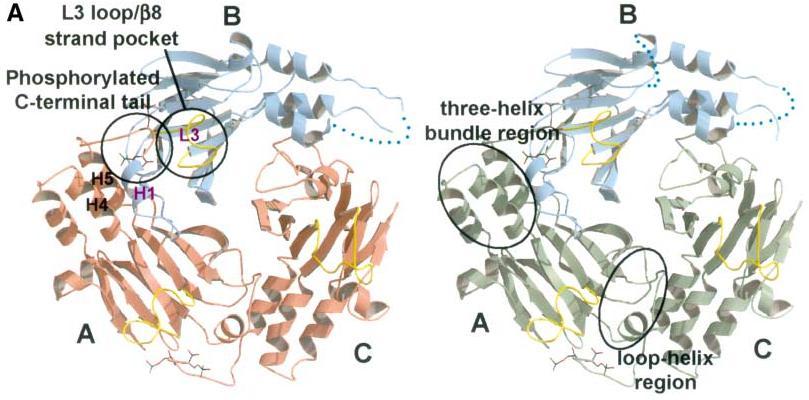 A
L3 loop/β8
strand pocket
B
Phosphorylated
C-terminal tail
L3
H5
H4
H1
A
C
B
three-helix
bundle region
A
C
loop-helix
region